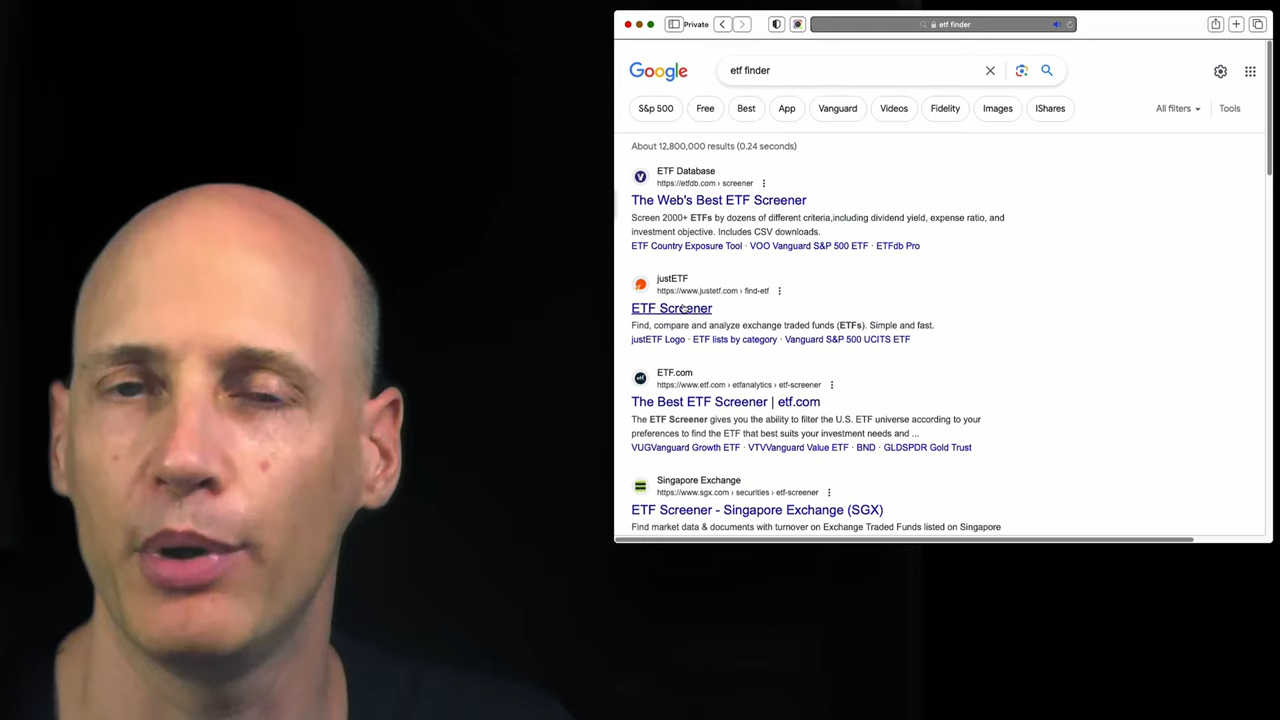 Private
etf finder
Google
etf finder
S&p 500
Free
Best
App
Vanguard
Videos
Fidelity
Images
IShares
All filters
Tools
About 12,800,000 results (0.24 seconds)
ETF Database
https://etfdb.com › screener
The Web's Best ETF Screener
Screen 2000+ ETFs by dozens of different criteria,including dividend yield, expense ratio, and
investment objective. Includes CSV downloads.
ETF Country Exposure Tool · VOO Vanguard S&P 500 ETF · ETFdb Pro
justETF
https://www.justetf.com › find-etf
ETF Screener
Find, compare and analyze exchange traded funds (ETFs). Simple and fast.
justETF Logo · ETF lists by category · Vanguard S&P 500 UCITS ETF
etf
ETF.com
https://www.etf.com › etfanalytics › etf-screener
The Best ETF Screener | etf.com
The ETF Screener gives you the ability to filter the U.S. ETF universe according to your
preferences to find the ETF that best suits your investment needs and ...
VUGVanguard Growth ETF · VTVVanguard Value ETF · BND · GLDSPDR Gold Trust
Singapore Exchange
https://www.sgx.com › securities › etf-screener
ETF Screener - Singapore Exchange (SGX)
Find market data & documents with turnover on Exchange Traded Funds listed on Singapore